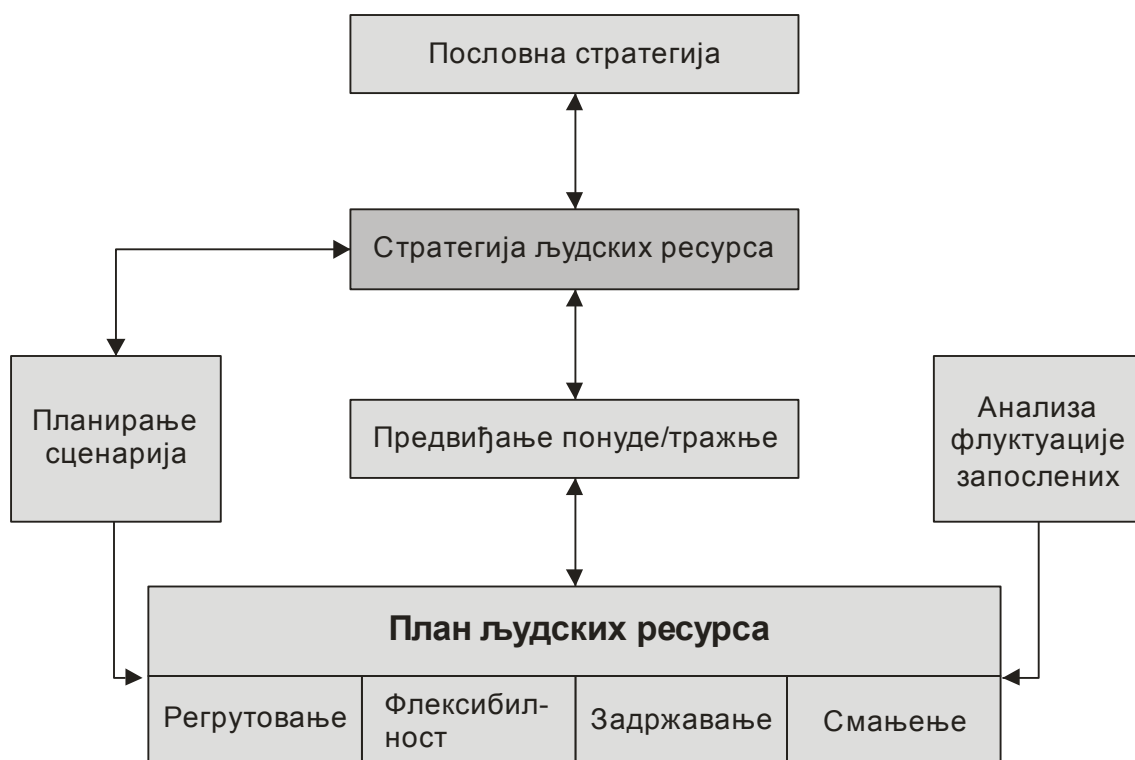 Пословна стратегија
Стратегија људских ресурса
Планирање
сценарија
Предвиђање понуде/тражње
Анализа
флуктуације
запослених
План људских ресурса
Регрутовање
Флексибил-
ност
Задржавање
Смањење